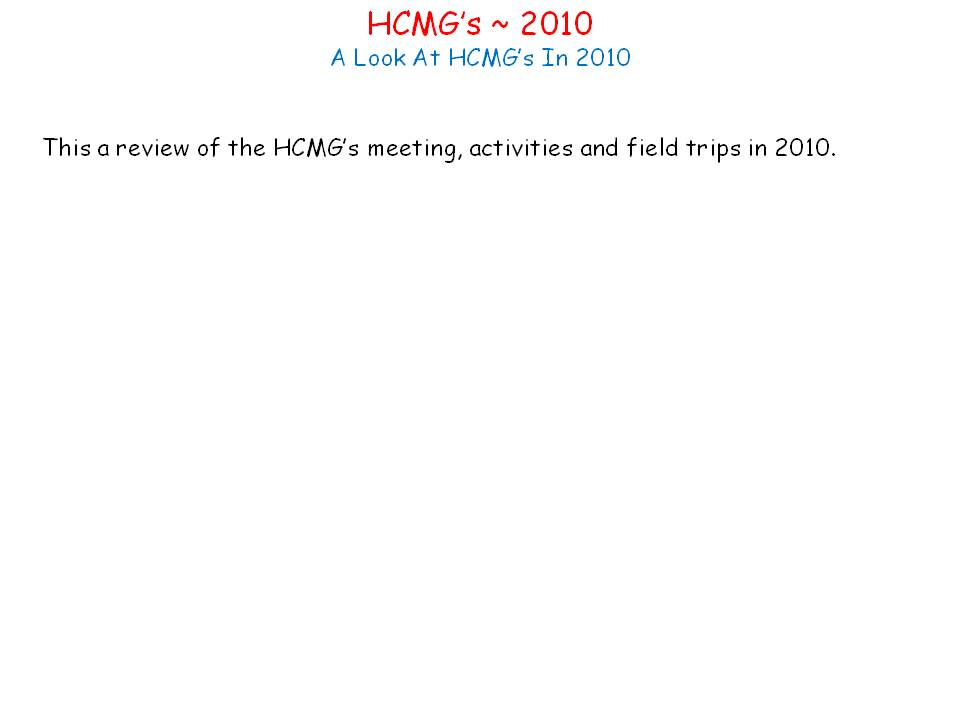 HCMG’s ~ 2010
A Look At HCMG’s In 2010
This a review of the HCMG’s meeting, activities and field trips in 2010.